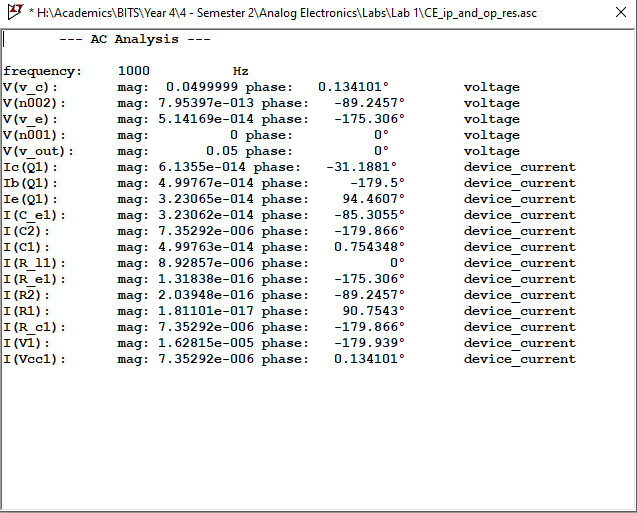 * H:\Academics\BITS\Year 4\4 - Semester 2\Analog Electronics\Labs\Lab 1\CE_ip_and_op_res.asc
--- AC Analysis ---
frequency: 1000 Hz
V(v_c): mag: 0.0499999 phase: 0.134101° voltage
V(n002): mag: 7.95397e-013 phase: -89.2457° voltage
V(v_e): mag: 5.14169e-014 phase: -175.306° voltage
V(n001): mag: 0 phase: 0° voltage
V(v_out): mag: 0.05 phase: 0° voltage
Ic(Q1): mag: 6.1355e-014 phase: -31.1881° device_current
Ib(Q1): mag: 4.99767e-014 phase: -179.5° device_current
Ie(Q1): mag: 3.23065e-014 phase: 94.4607° device_current
I(C_e1): mag: 3.23062e-014 phase: -85.3055° device_current
I(C2): mag: 7.35292e-006 phase: -179.866° device_current
I(C1): mag: 4.99763e-014 phase: 0.754348° device_current
I(R_l1): mag: 8.92857e-006 phase: 0° device_current
I(R_e1): mag: 1.31838e-016 phase: -175.306° device_current
I(R2): mag: 2.03948e-016 phase: -89.2457° device_current
I(R1): mag: 1.81101e-017 phase: 90.7543° device_current
I(R_c1): mag: 7.35292e-006 phase: -179.866° device_current
I(V1): mag: 1.62815e-005 phase: -179.939° device_current
I(Vcc1): mag: 7.35292e-006 phase: 0.134101° device_current